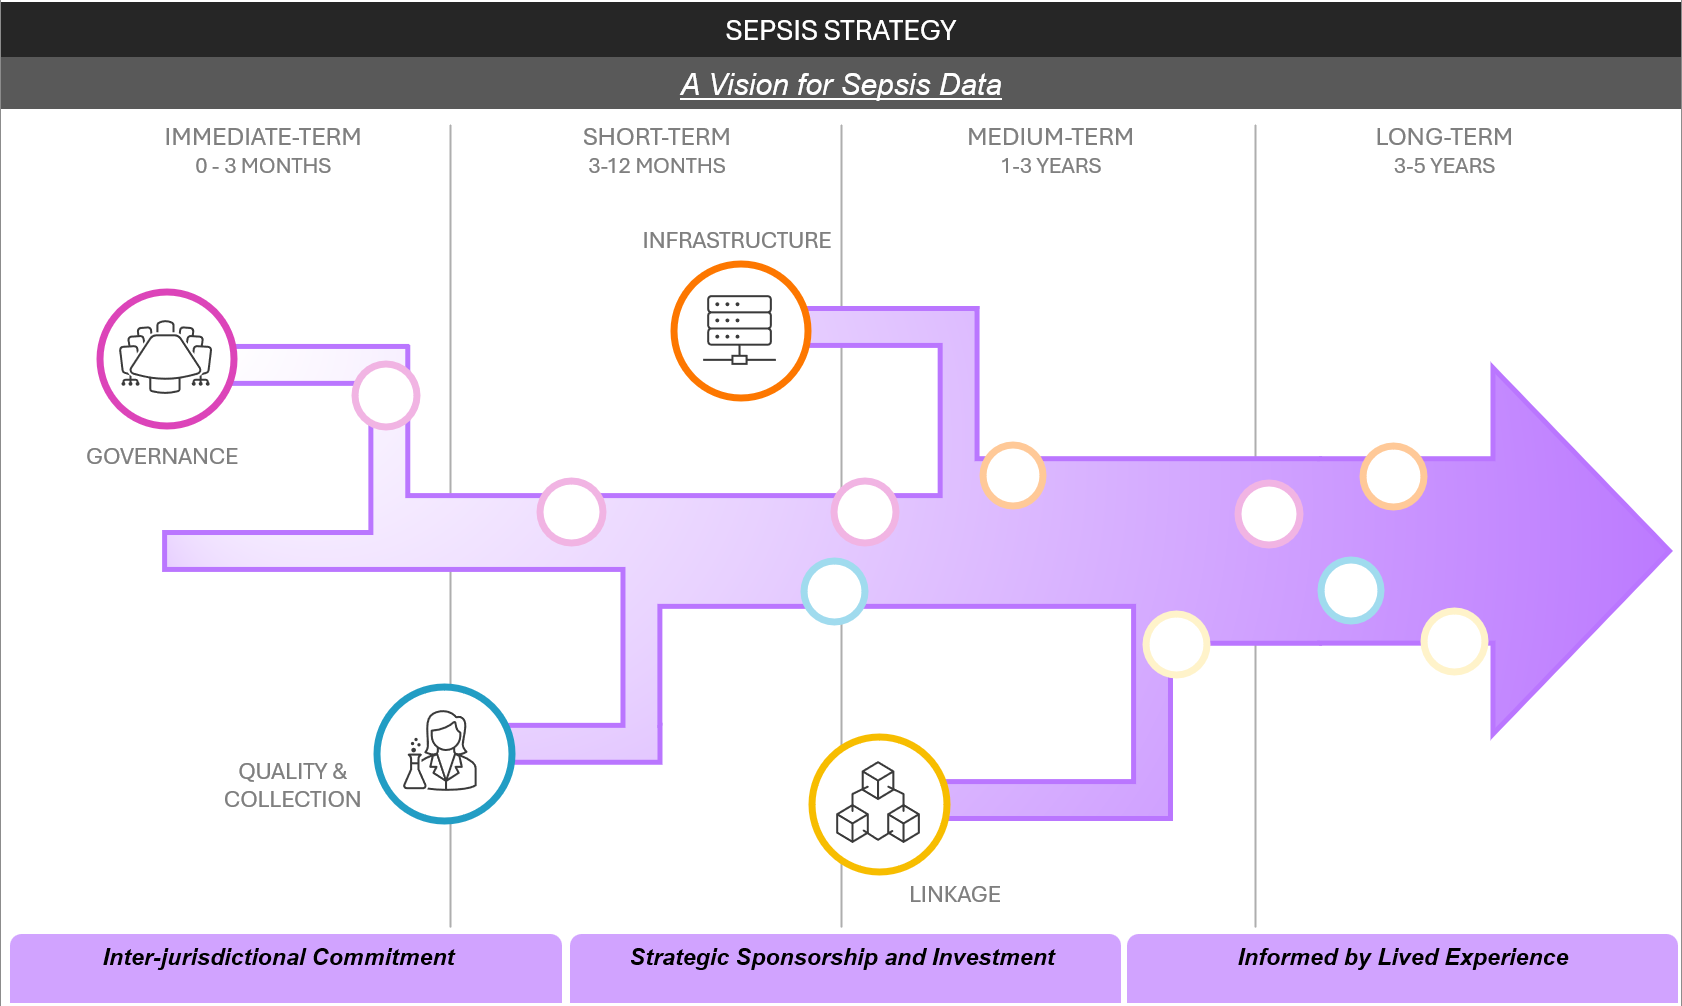 SEPSIS STRATEGY
A Vision for Sepsis Data
IMMEDIATE-TERM
0 - 3 MONTHS
SHORT-TERM
3-12 MONTHS
MEDIUM-TERM
1-3 YEARS
LONG-TERM
3-5 YEARS
INFRASTRUCTURE
GOVERNANCE
QUALITY &
COLLECTION
LINKAGE
Inter-jurisdictional Commitment
Strategic Sponsorship and Investment
Informed by Lived Experience